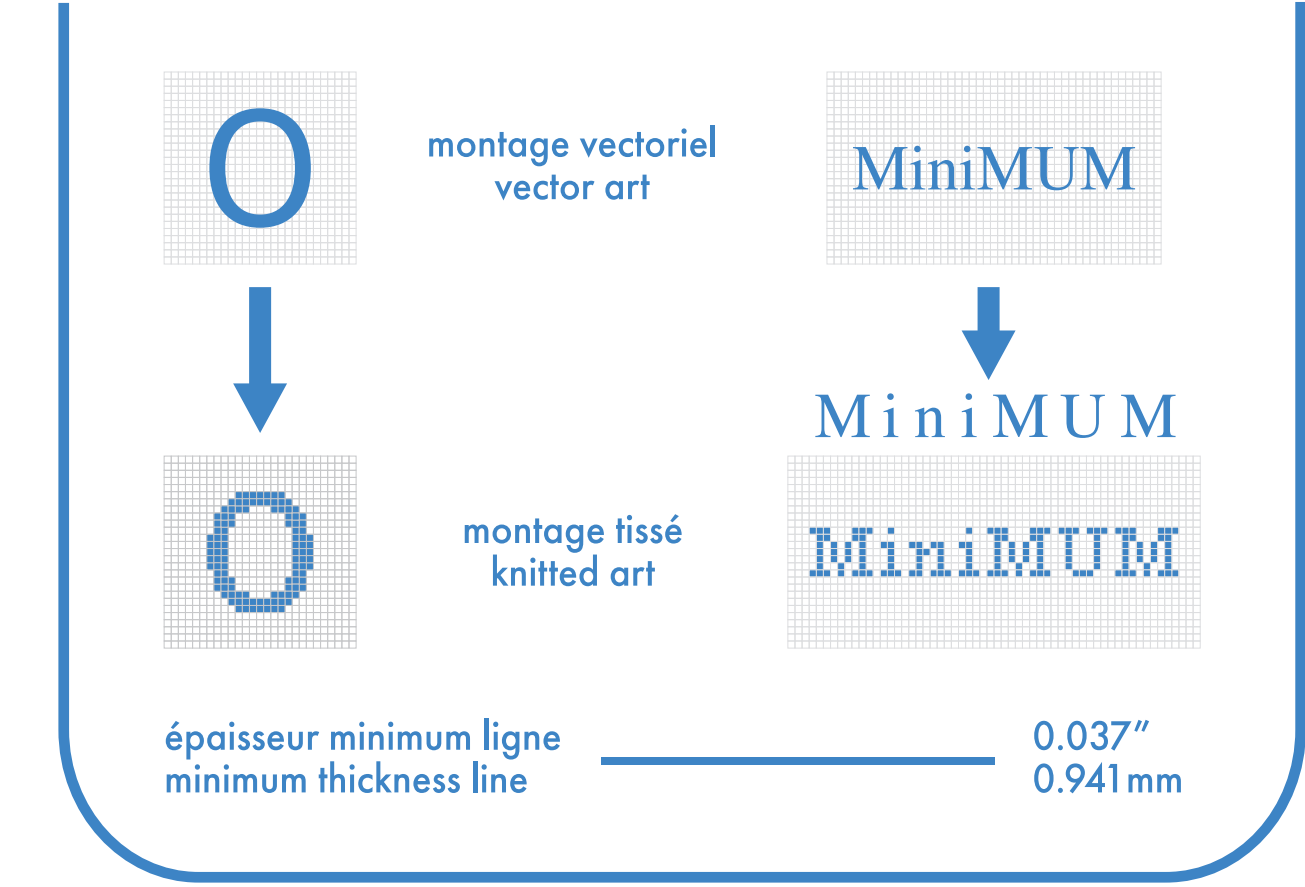 O
montage vectoriel
vector art
MiniMUM
MiniMUM
O
montage tissé
knitted art
MiniMUM
épaisseur minimum ligne
minimum thickness line
0.037"
0.941mm